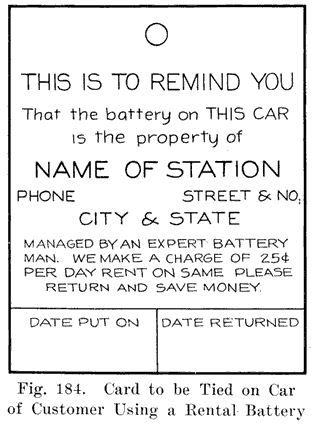 THIS IS TO REMIND YOU
That the battery on THIS CAR
is the property of
NAME OF STATION
PHONE STREET & NO.
CITY & STATE
MANAGED BY AN EXPERT BATTERY
MAN. WE MAKE A CHARGE OF 25¢
PER DAY RENT ON SAME PLEASE
RETURN AND SAVE MONEY.
DATE PUT ON DATE RETURNED
Fig. 184. Card to be Tied on Car
of Customer Using a Rental Battery